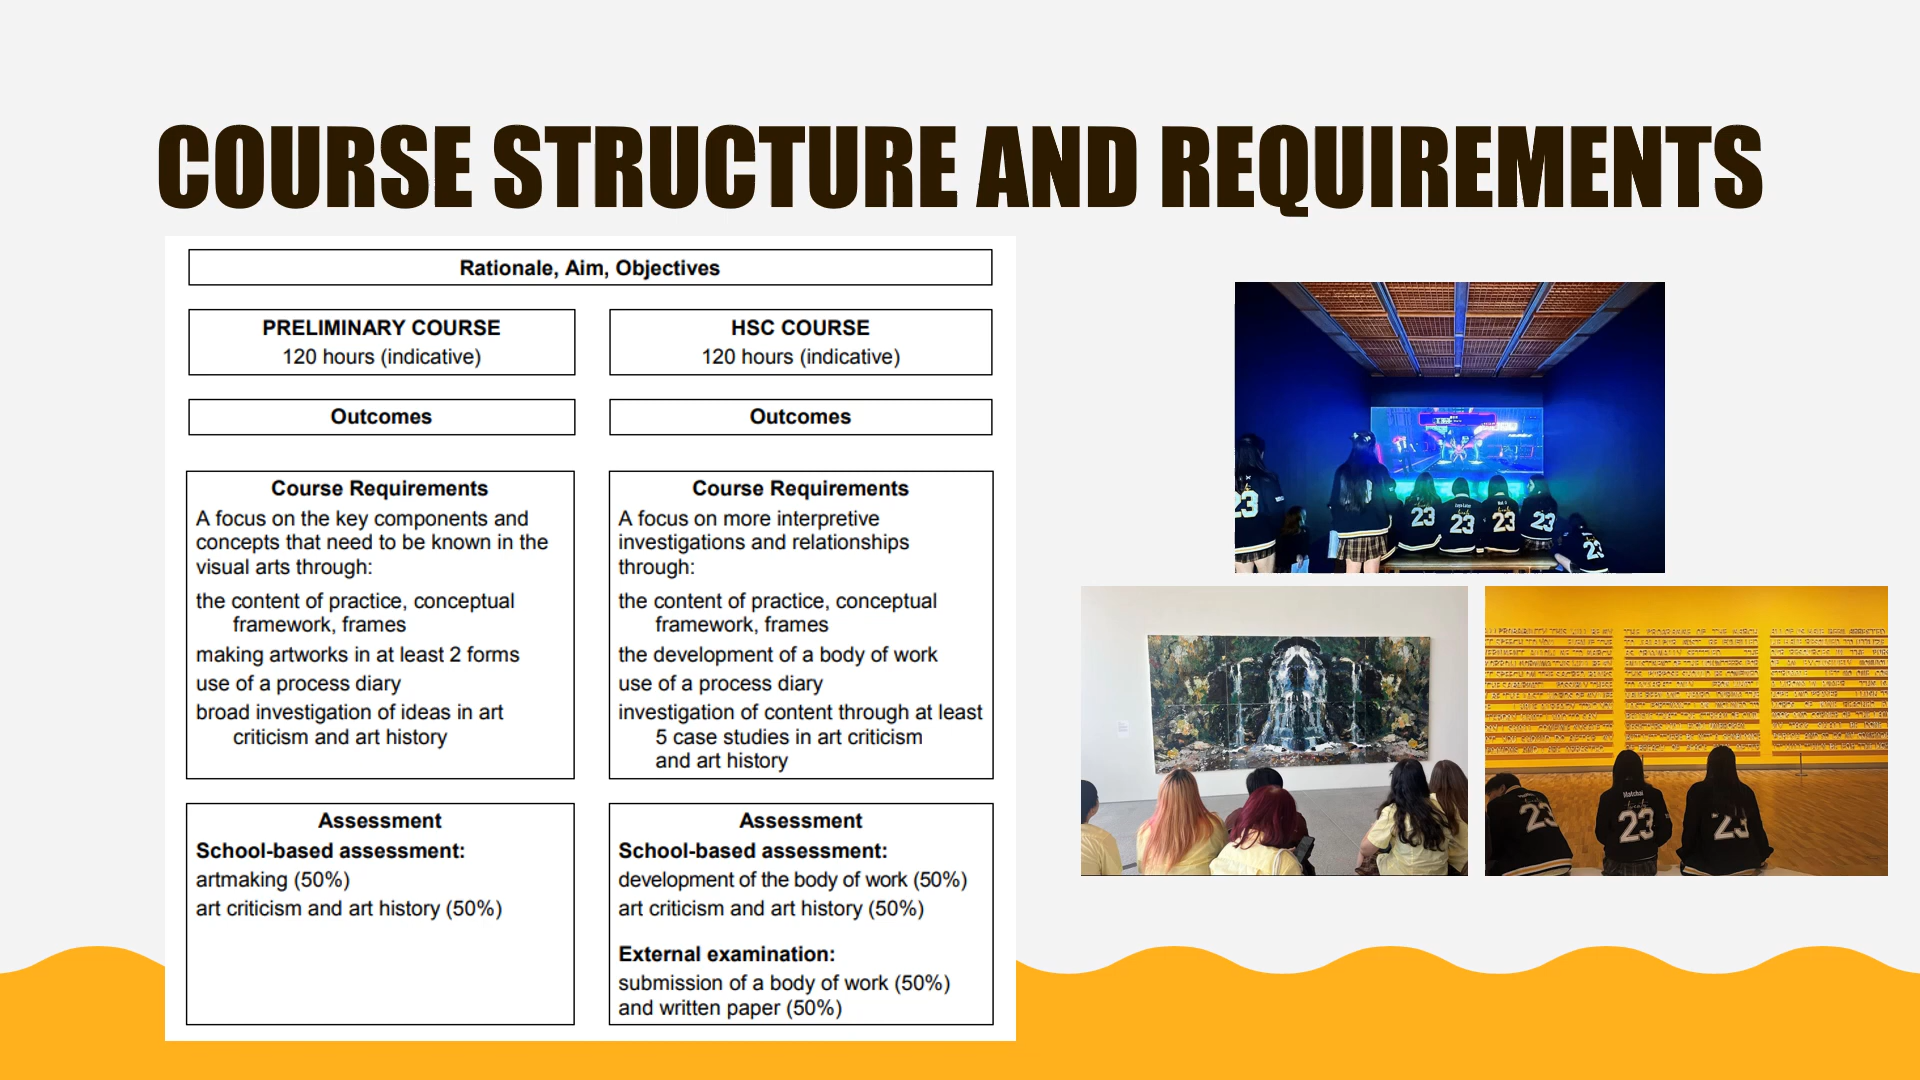 COURSE STRUCTURE AND REQUIREMENTS
Rationale, Aim, Objectives
PRELIMINARY COURSE
120 hours (indicative)
Outcomes
Course Requirements
A focus on the key components and
concepts that need to be known in the
visual arts through:
the content of practice, conceptual
framework, frames
making artworks in at least 2 forms
use of a process diary
broad investigation of ideas in art
criticism and art history
Assessment
School-based assessment:
artmaking (50%)
art criticism and art history (50%)
HSC COURSE
120 hours (indicative)
Outcomes
Course Requirements
A focus on more interpretive
investigations and relationships
through:
the content of practice, conceptual
framework, frames
the development of a body of work
use of a process diary
investigation of content through at least
5 case studies in art criticism
and art history
Assessment
School-based assessment:
development of the body of work (50%)
art criticism and art history (50%)
External examination:
submission of a body of work (50%)
and written paper (50%)
23
23
23
23
23
23
23
Matchai
23
23